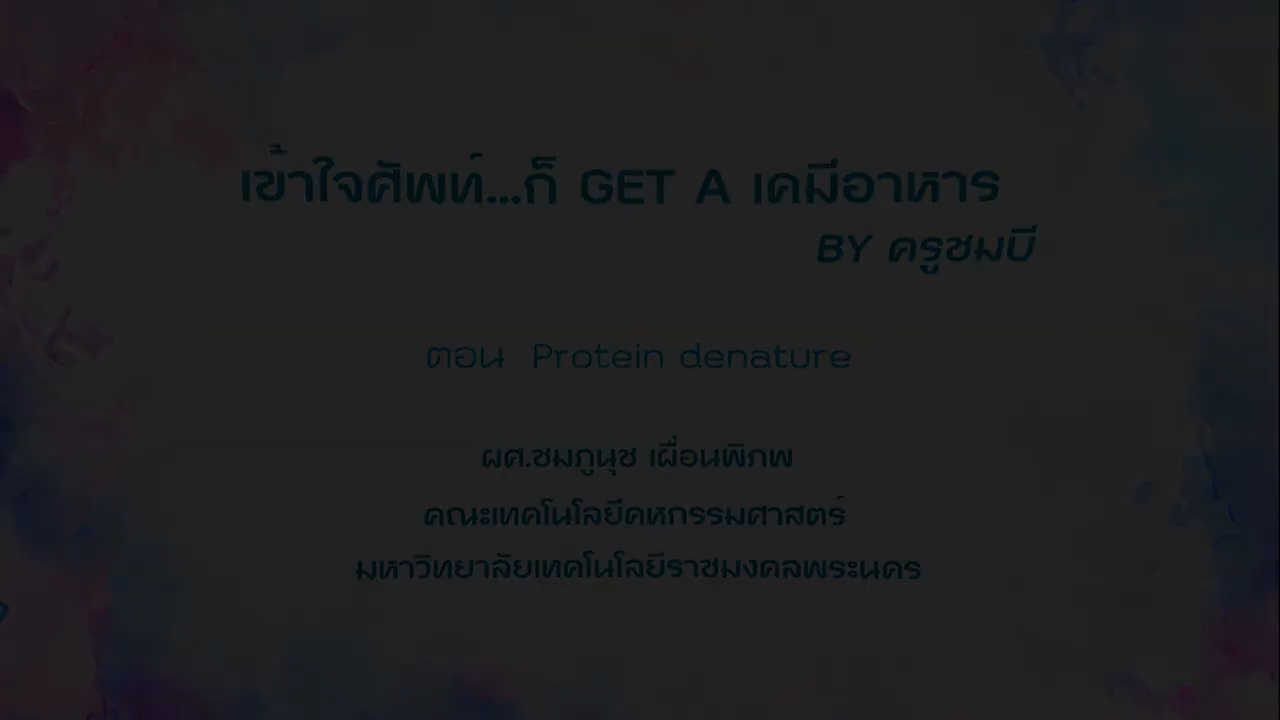 เข้าใจศัพท์...ก็ GET A เคมีอาหาร
BY ครูชมบี
ตอน Protein denature
ผศ.ชมภูนุช เผื่อนพิภพ
คณะเทคโนโลยีคหกรรมศาสตร์
มหาวิทยาลัยเทคโนโลยีราชมงคลพระนคร